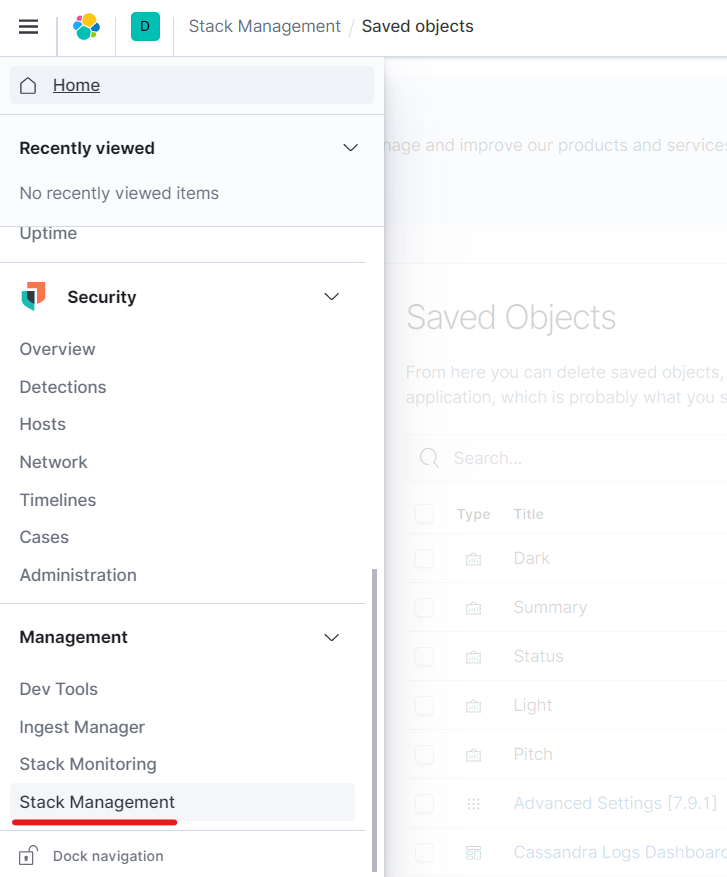 D Stack Management / Saved objects
Home
Recently viewed
No recently viewed items
Uptime
Security
Overview
Detections
Hosts
Network
Timelines
Cases
Administration
Management
Dev Tools
Ingest Manager
Stack Monitoring
Stack Management
Dock navigation
nage and improve our products and services
Saved Objects
From here you can delete saved objects,
application, which is probably what you s
Search...
Type Title
Dark
Summary
Status
Light
Pitch
Advanced Settings [7.9.1]
Cassandra Logs Dashboard